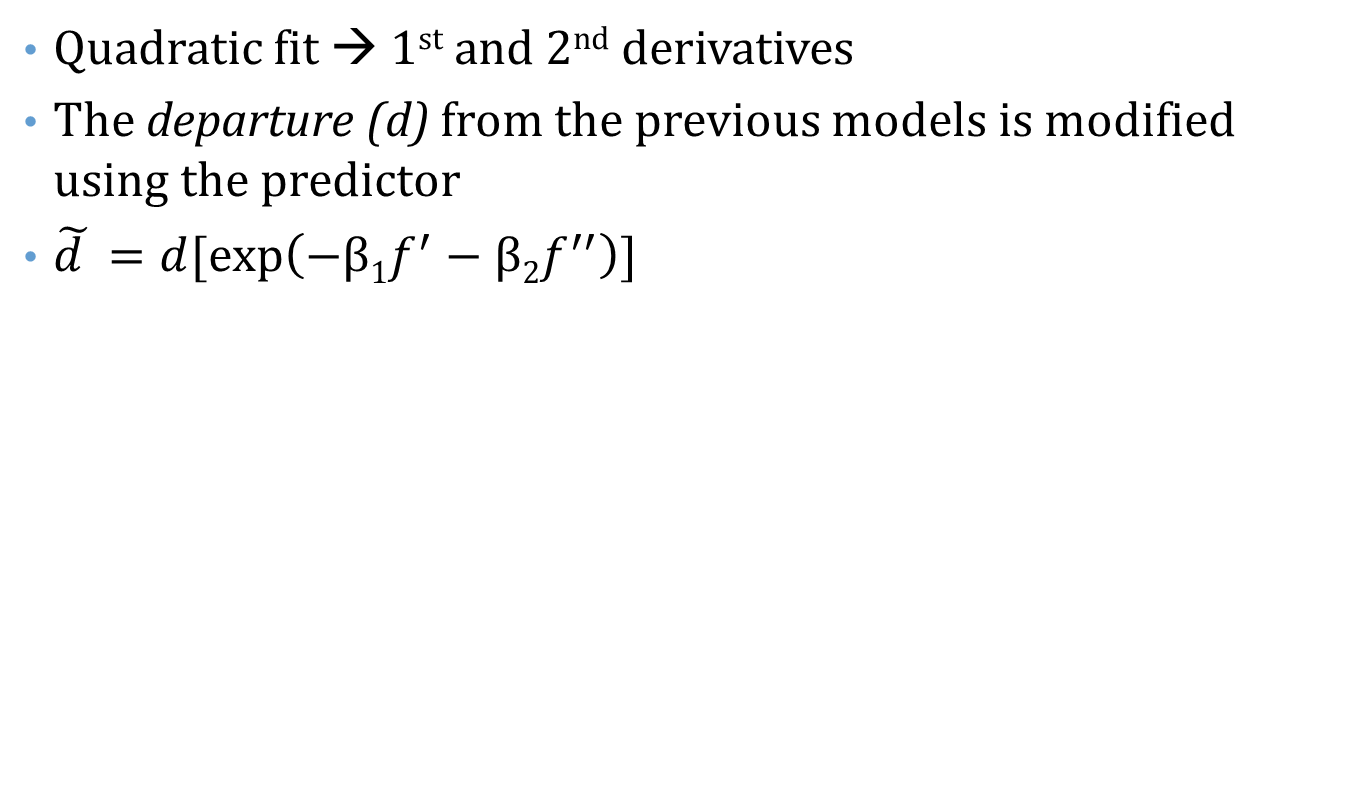 • Quadratic fit → 1st and 2nd derivatives
• The departure (d) from the previous models is modified
using the predictor
• d̃ = d[exp(−β₁f′ − β₂f″)]